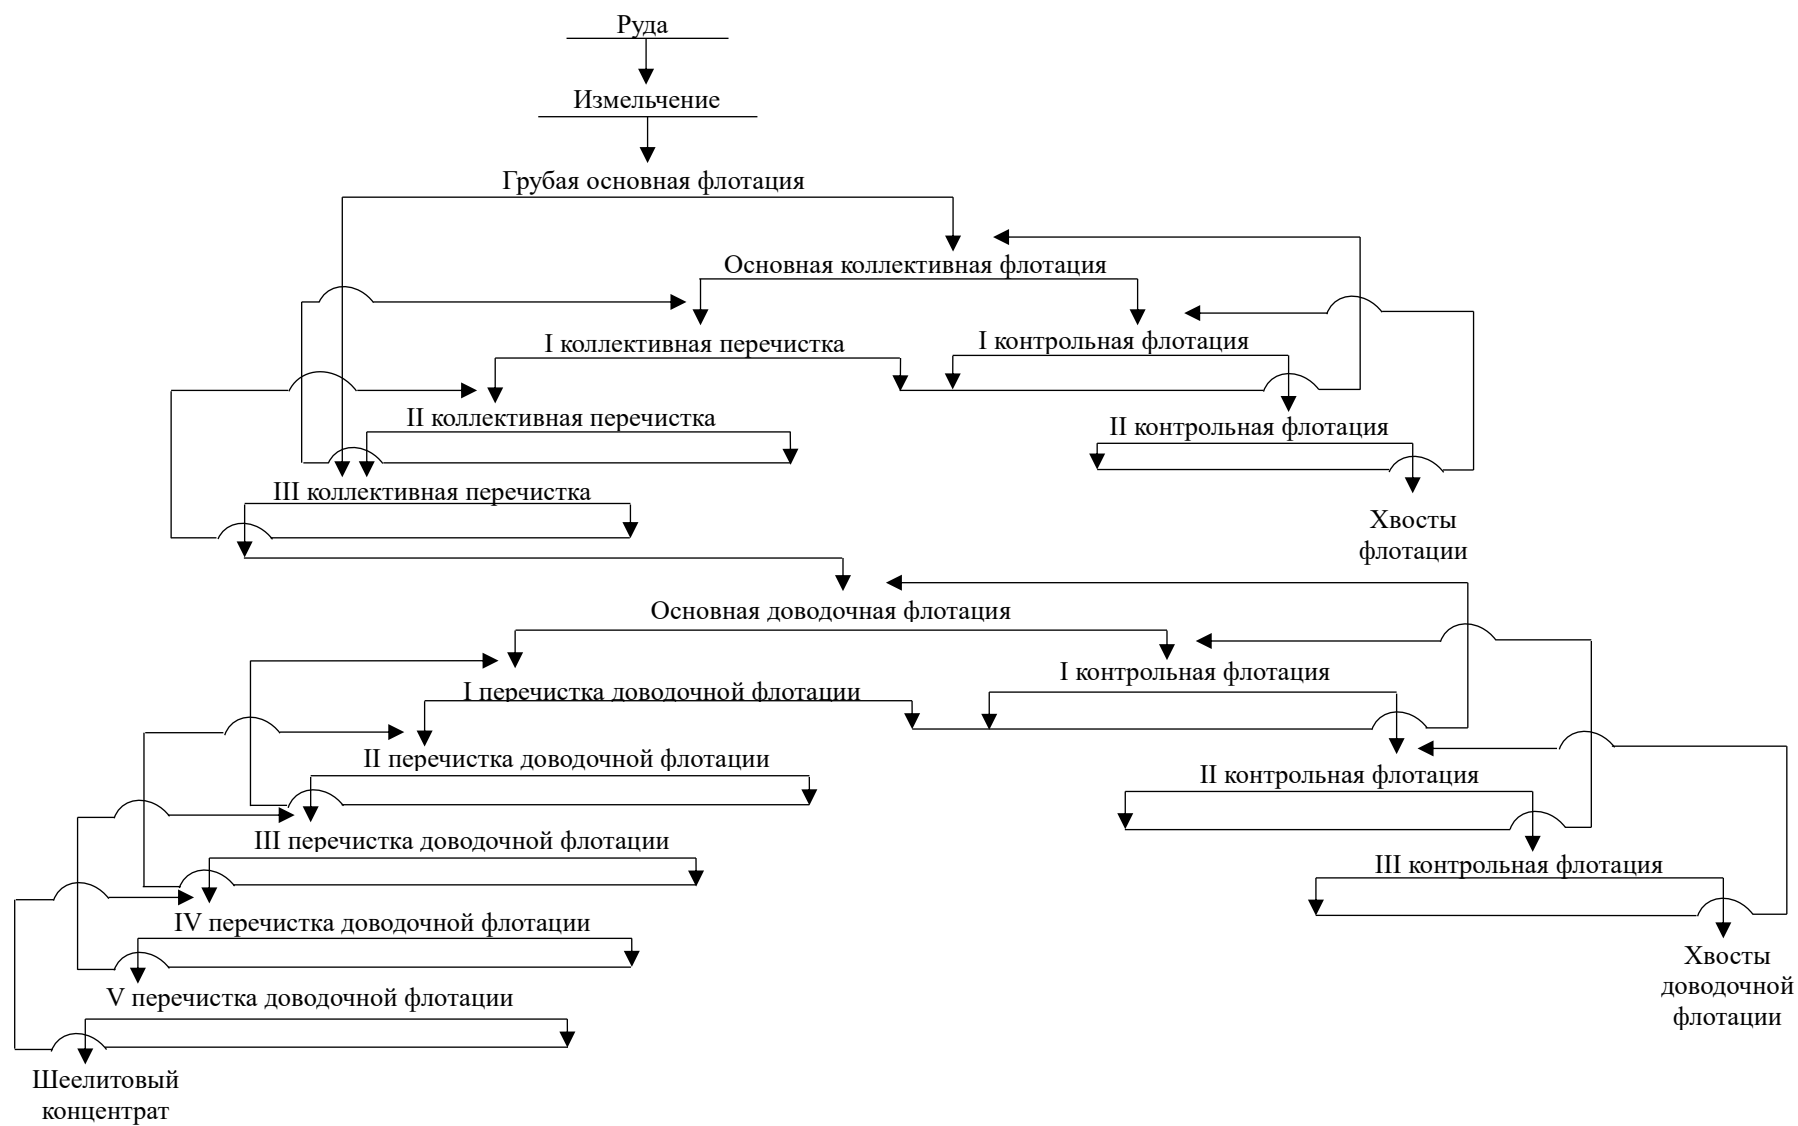 Руда
Измельчение
Грубая основная флотация
Основная коллективная флотация
I коллективная перечистка
I контрольная флотация
II коллективная перечистка
II контрольная флотация
III коллективная перечистка
Хвосты
флотации
Основная доводочная флотация
I перечистка доводочной флотации
I контрольная флотация
II перечистка доводочной флотации
II контрольная флотация
III перечистка доводочной флотации
III контрольная флотация
IV перечистка доводочной флотации
Хвосты
доводочной
флотации
V перечистка доводочной флотации
Шеелитовый
концентрат